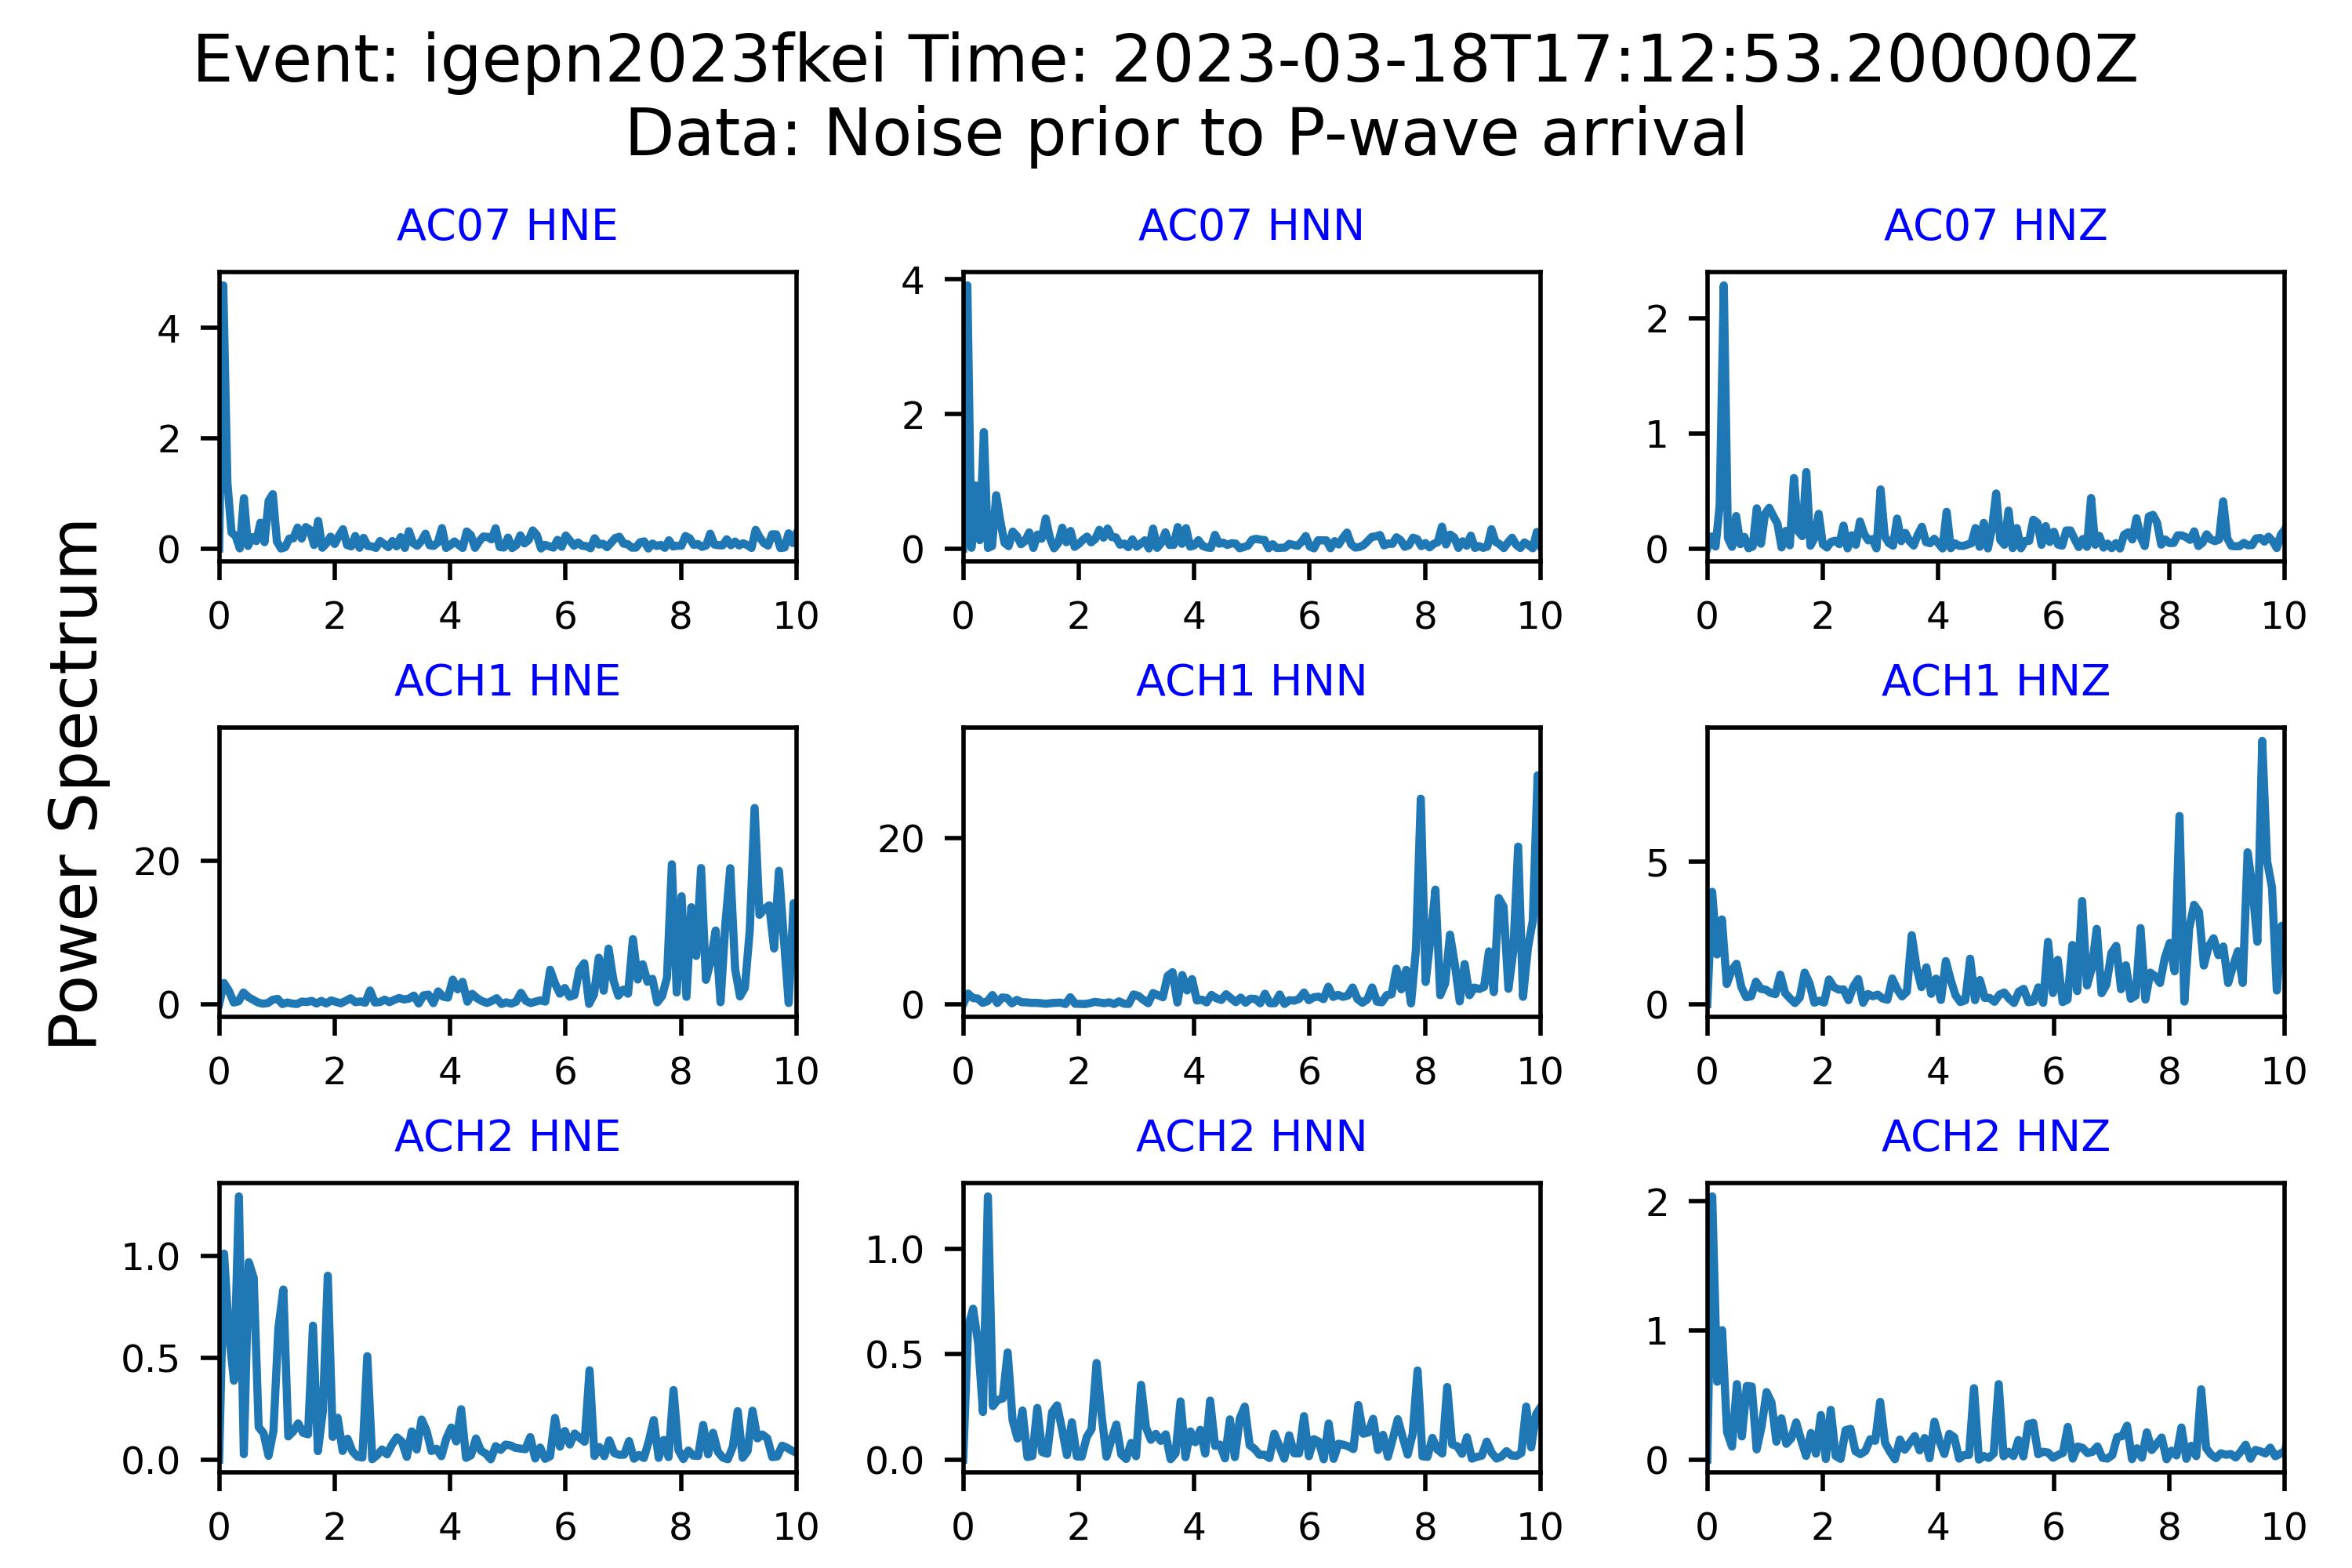 Event: igepn2023fkei Time: 2023-03-18T17:12:53.200000Z
Data: Noise prior to P-wave arrival
Power Spectrum
AC07 HNE
4
2
0
0 2 4 6 8 10
AC07 HNN
4
2
0
0 2 4 6 8 10
AC07 HNZ
2
1
0
0 2 4 6 8 10
ACH1 HNE
20
0
0 2 4 6 8 10
ACH1 HNN
20
0
0 2 4 6 8 10
ACH1 HNZ
5
0
0 2 4 6 8 10
ACH2 HNE
1.0
0.5
0.0
0 2 4 6 8 10
ACH2 HNN
1.0
0.5
0.0
0 2 4 6 8 10
ACH2 HNZ
2
1
0
0 2 4 6 8 10